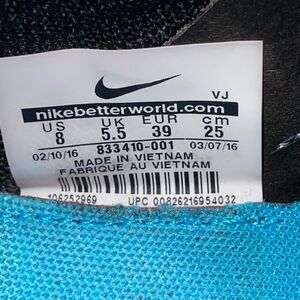 VJ
nikebetterworld.com
US UK EUR cm
8 5.5 39 25
02/10/16 833410-001 03/07/16
MADE IN VIETNAM
FABRIQUE AU VIETNAM
106252969 UPC 00826216954032